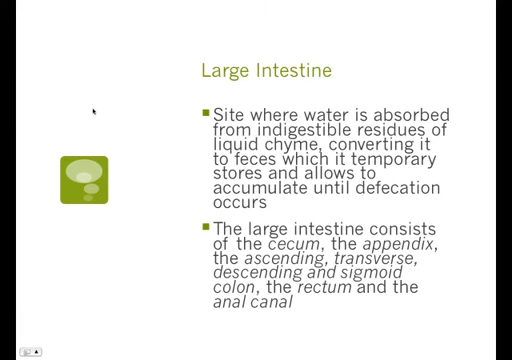 Large Intestine
Site where water is absorbed
from indigestible residues of
liquid chyme, converting it
to feces which it temporary
stores and allows to
accumulate until defecation
occurs
The large intestine consists
of the cecum, the appendix,
the ascending, transverse,
descending and sigmoid
colon, the rectum and the
anal canal